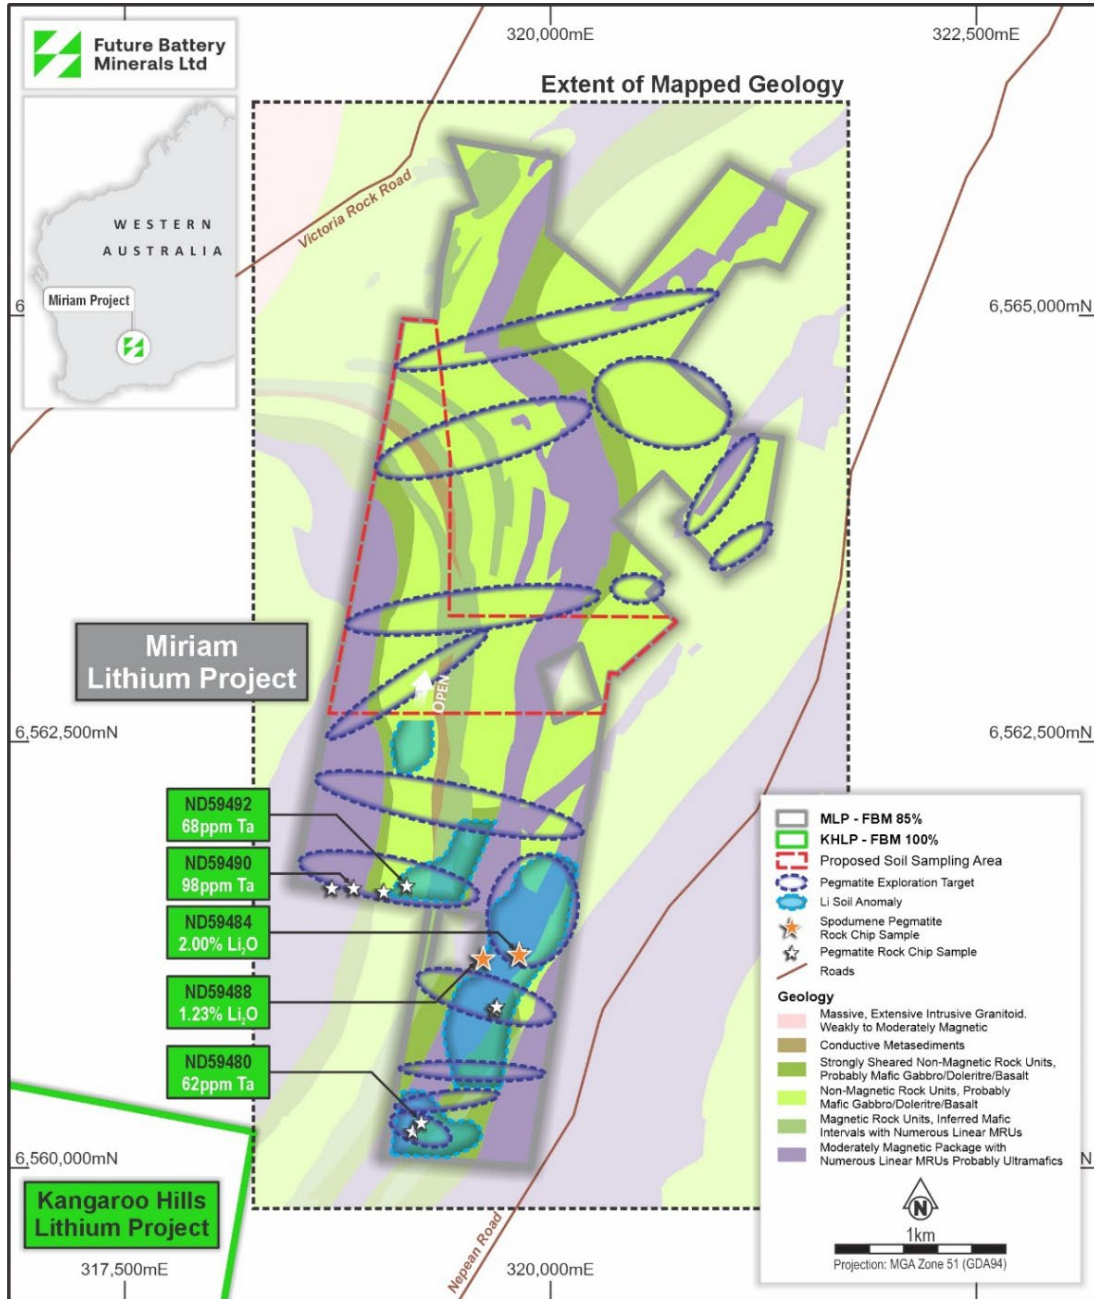 Future Battery
Minerals Ltd
320,000mE
322,500mE
Extent of Mapped Geology
WESTERN
AUSTRALIA
Miriam Project
Victoria Rock Road
6
6,565,000mN
Miriam
Lithium Project
OPEN
6,562,500mN
6,562,500mN
ND59492
68ppm Ta
ND59490
98ppm Ta
ND59484
2.00% Li₂O
ND59488
1.23% Li₂O
ND59480
62ppm Ta
MLP - FBM 85%
KHLP - FBM 100%
Proposed Soil Sampling Area
Pegmatite Exploration Target
Li Soil Anomaly
Spodumene Pegmatite
Rock Chip Sample
Pegmatite Rock Chip Sample
Roads
Geology
Massive, Extensive Intrusive Granitoid.
Weakly to Moderately Magnetic
Conductive Metasediments
Strongly Sheared Non-Magnetic Rock Units,
Probably Mafic Gabbro/Doleritre/Basalt
Non-Magnetic Rock Units, Probably
Mafic Gabbro/Doleritre/Basalt
Magnetic Rock Units, Inferred Mafic
Intervals with Numerous Linear MRUs
Moderately Magnetic Package with
Numerous Linear MRUs Probably Ultramafics
N
1km
Projection: MGA Zone 51 (GDA94)
6,560,000mN
N
Kangaroo Hills
Lithium Project
Nepean Road
317,500mE
320,000mE